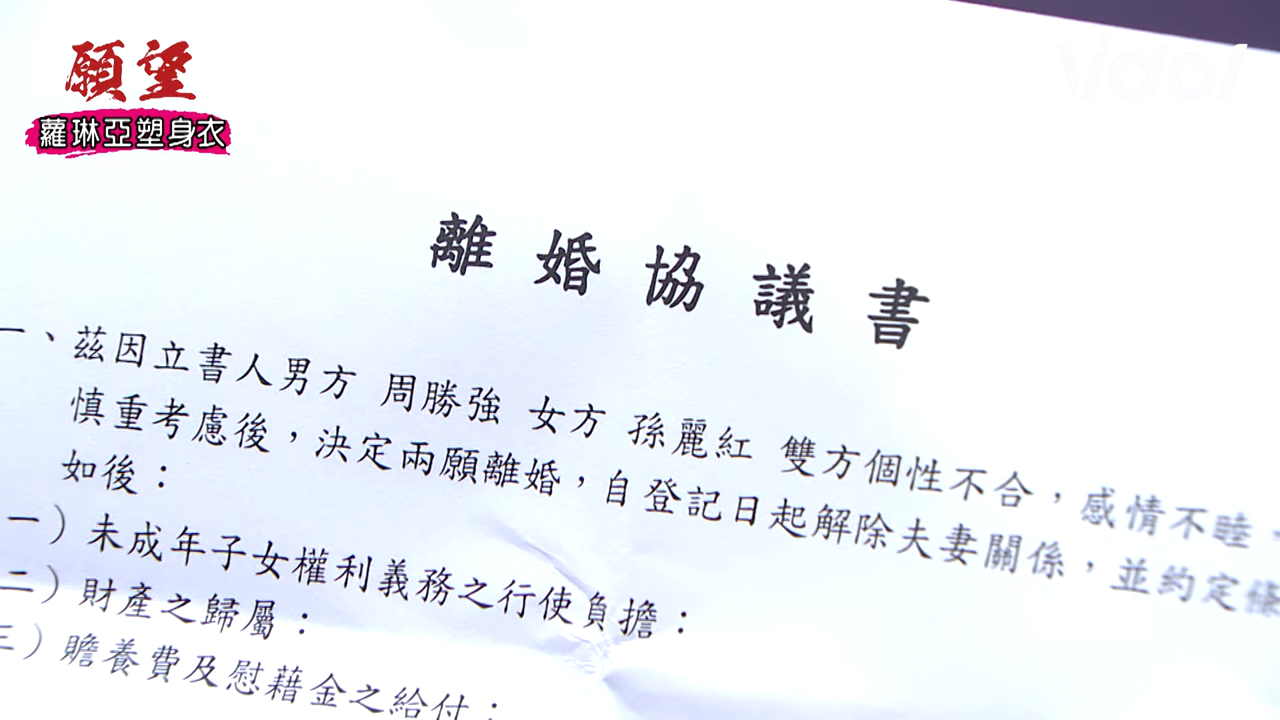 願望
蘿琳亞塑身衣
Vidol
離婚協議書
一、茲因立書人男方 周勝強 女方 孫麗紅 雙方個性不合，感情不睦，
慎重考慮後，決定兩願離婚，自登記日起解除夫妻關係，並約定條
如後：
一）未成年子女權利義務之行使負擔：
二）財產之歸屬：
三）贍養費及慰藉金之給付：